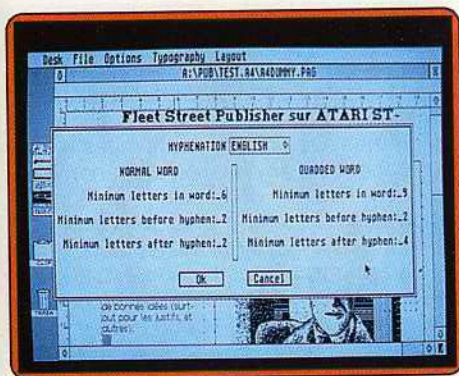 Desk File Options Typography Layout
A:\PUB\TEST.A4\A4DUMMY.PAG
Fleet Street Publisher sur ATARI ST-
HYPHENATION ENGLISH
NORMAL WORD
Minimum letters in word:_6
Minimum letters before hyphen:_2
Minimum letters after hyphen:_2
QUADDED WORD
Minimum letters in word:_9
Minimum letters before hyphen:_2
Minimum letters after hyphen:_4
Ok Cancel
de bonnes idées (surt-
out pour les justifs, et
autres).